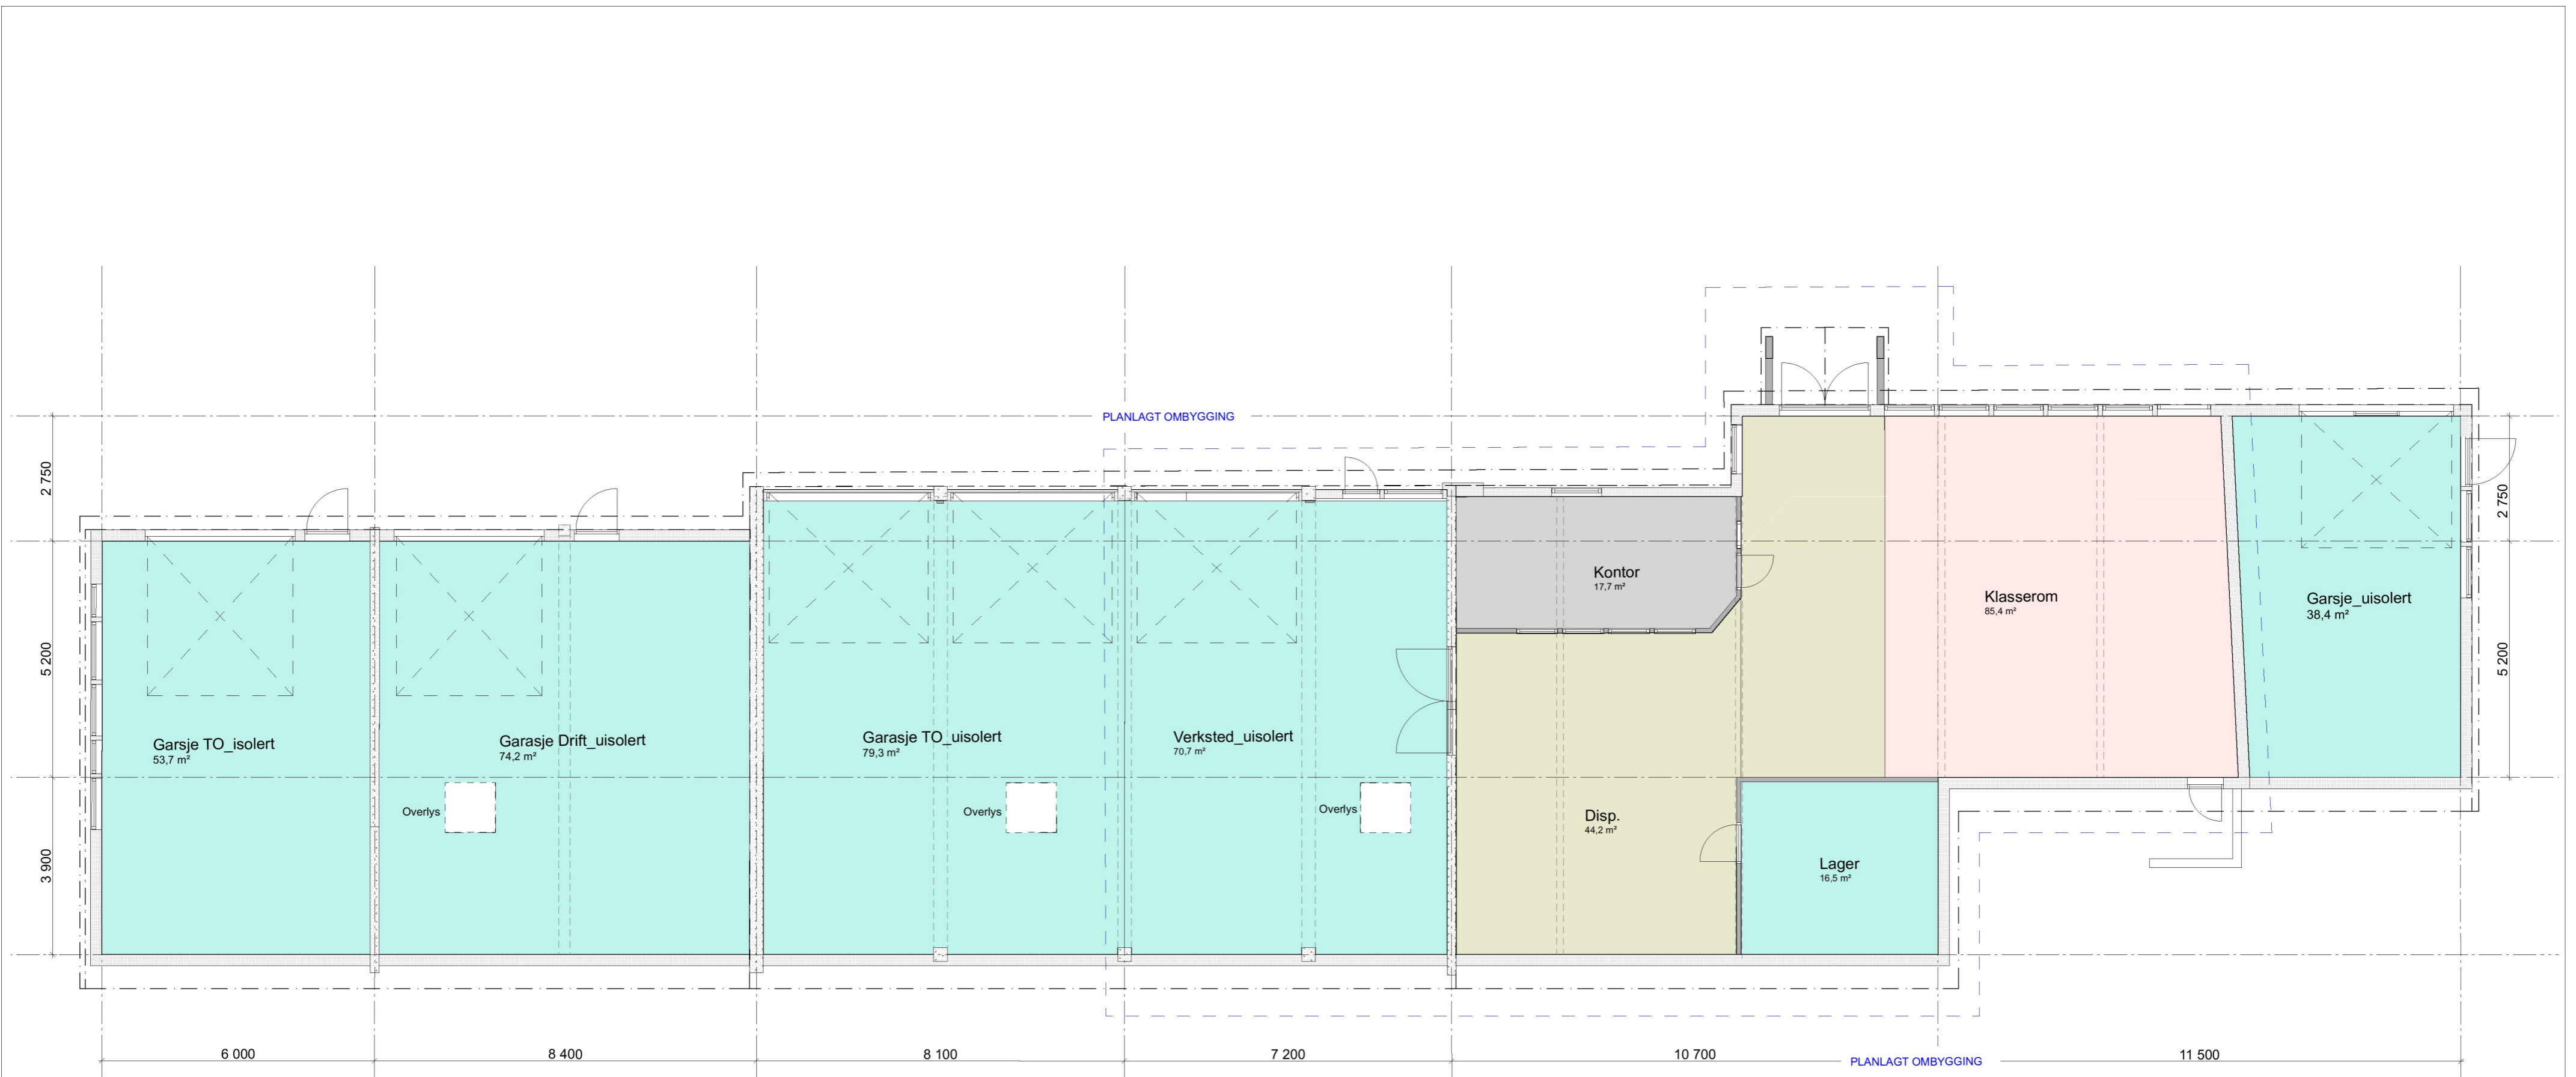 PLANLAGT OMBYGGING
2 750
2 750
Kontor
17,7 m²
Klasserom
85,4 m²
Garsje_uisolert
38,4 m²
5 200
5 200
Garsje TO_isolert
53,7 m²
Garasje Drift_uisolert
74,2 m²
Garasje TO_uisolert
79,3 m²
Verksted_uisolert
70,7 m²
Overlys
Overlys
Overlys
Disp.
44,2 m²
3 900
Lager
16,5 m²
6 000
8 400
8 100
7 200
10 700
PLANLAGT OMBYGGING
11 500